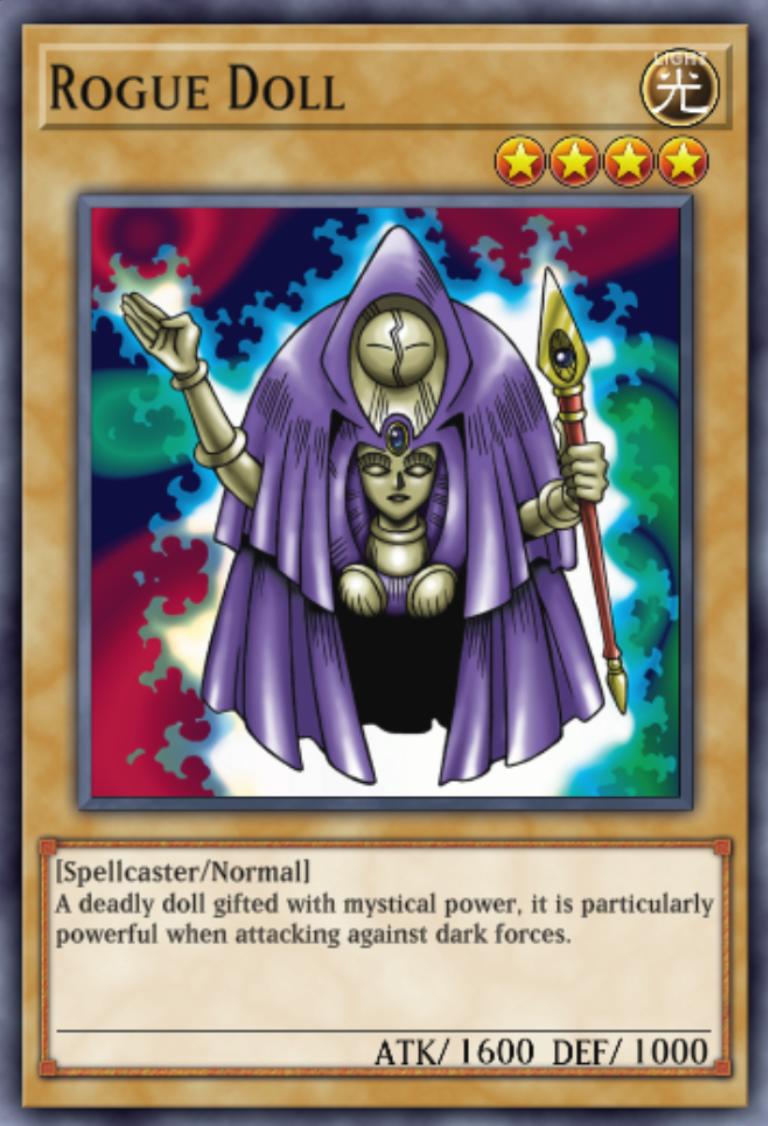 Rogue Doll
LIGHT
光
[Spellcaster/Normal]
A deadly doll gifted with mystical power, it is particularly
powerful when attacking against dark forces.
ATK/ 1600 DEF/ 1000